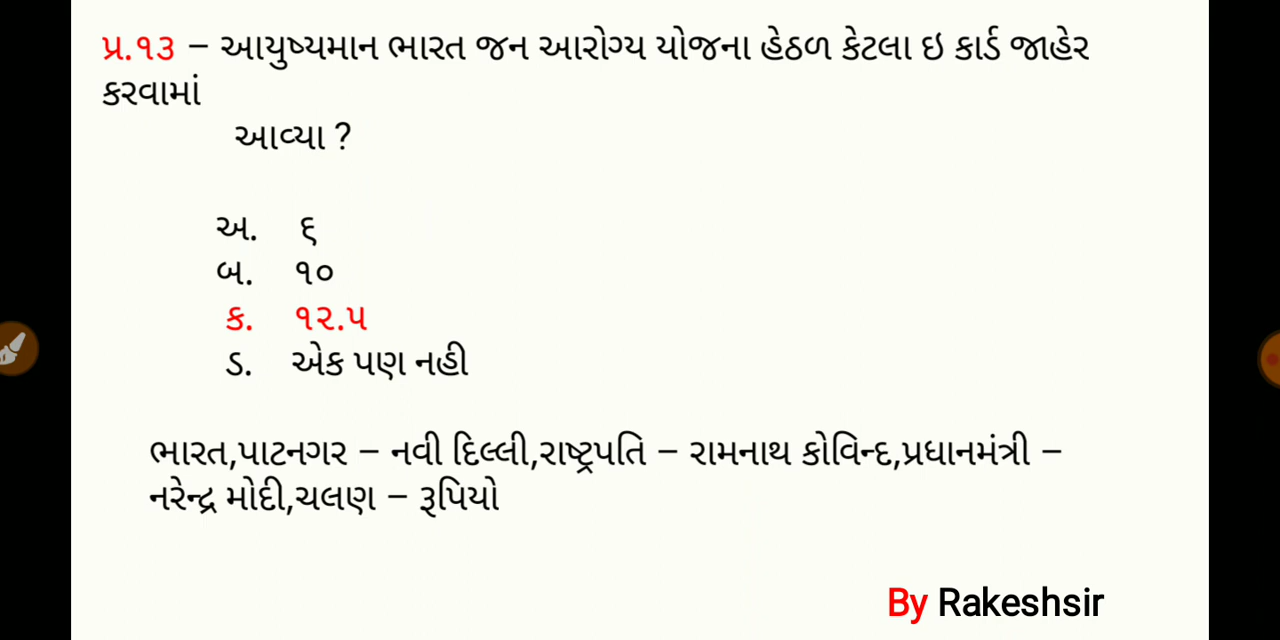 પ્ર.૧૩ – આયુષ્યમાન ભારત જન આરોગ્ય યોજના હેઠળ કેટલા ઇ કાર્ડ જાહેર
કરવામાં
આવ્યા ?
અ. ૬
બ. ૧૦
ક. ૧૨.૫
ડ. એક પણ નહી
ભારત,પાટનગર – નવી દિલ્લી,રાષ્ટ્રપતિ – રામનાથ કોવિન્દ,પ્રધાનમંત્રી –
નરેન્દ્ર મોદી,ચલણ – રૂપિયો
By Rakeshsir